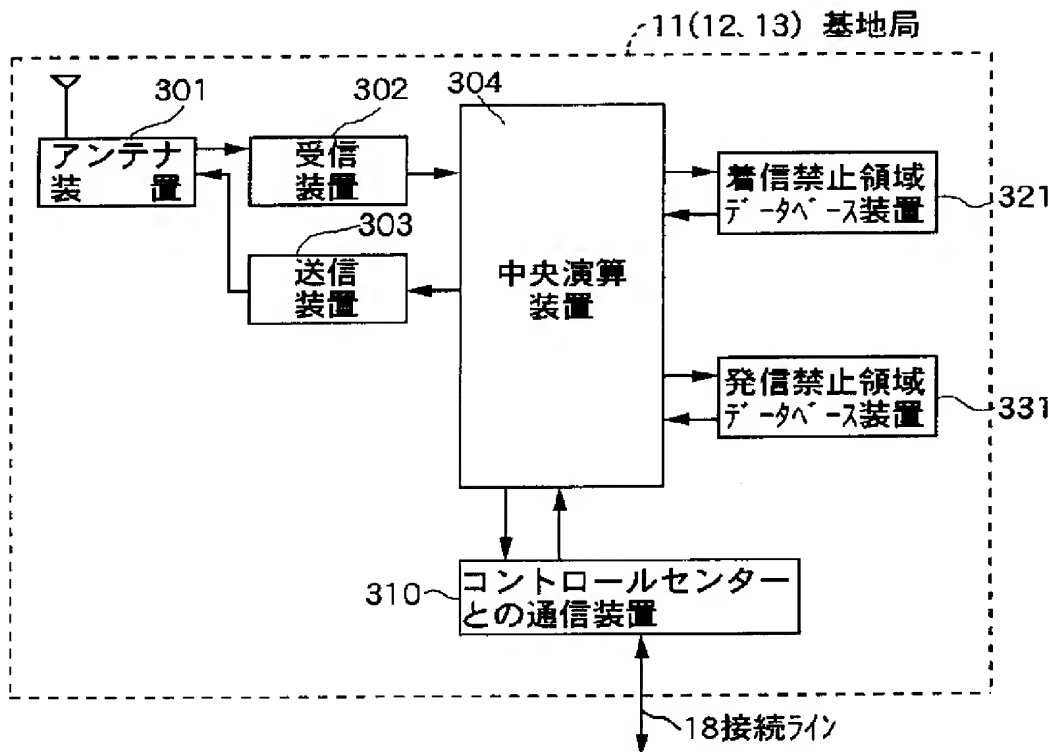 11(12、13) 基地局
301
302
304
アンテナ
装置
受信
装置
303
送信
装置
中央演算
装置
着信禁止領域
データベース装置
321
発信禁止領域
データベース装置
331
310
コントロールセンター
との通信装置
18接続ライン